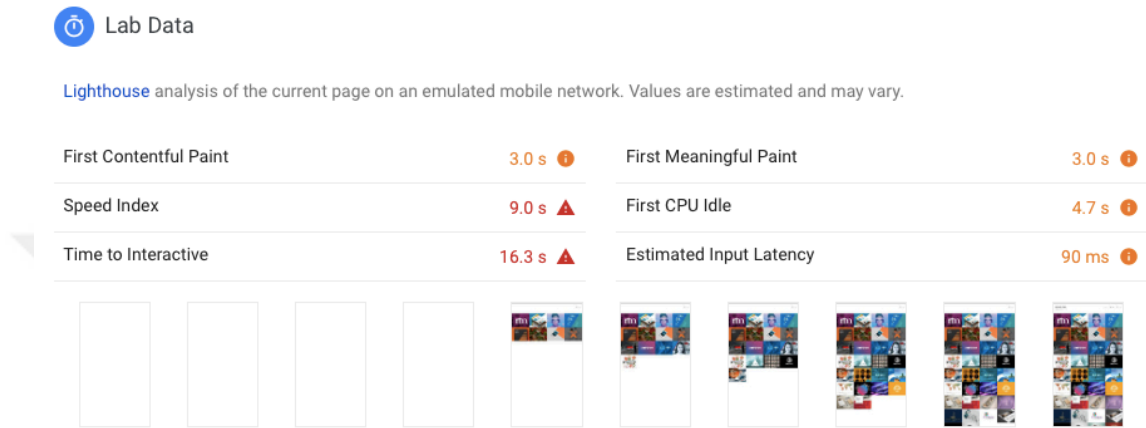 Lab Data
Lighthouse analysis of the current page on an emulated mobile network. Values are estimated and may vary.
First Contentful Paint 3.0 s
First Meaningful Paint 3.0 s
Speed Index 9.0 s
First CPU Idle 4.7 s
Time to Interactive 16.3 s
Estimated Input Latency 90 ms